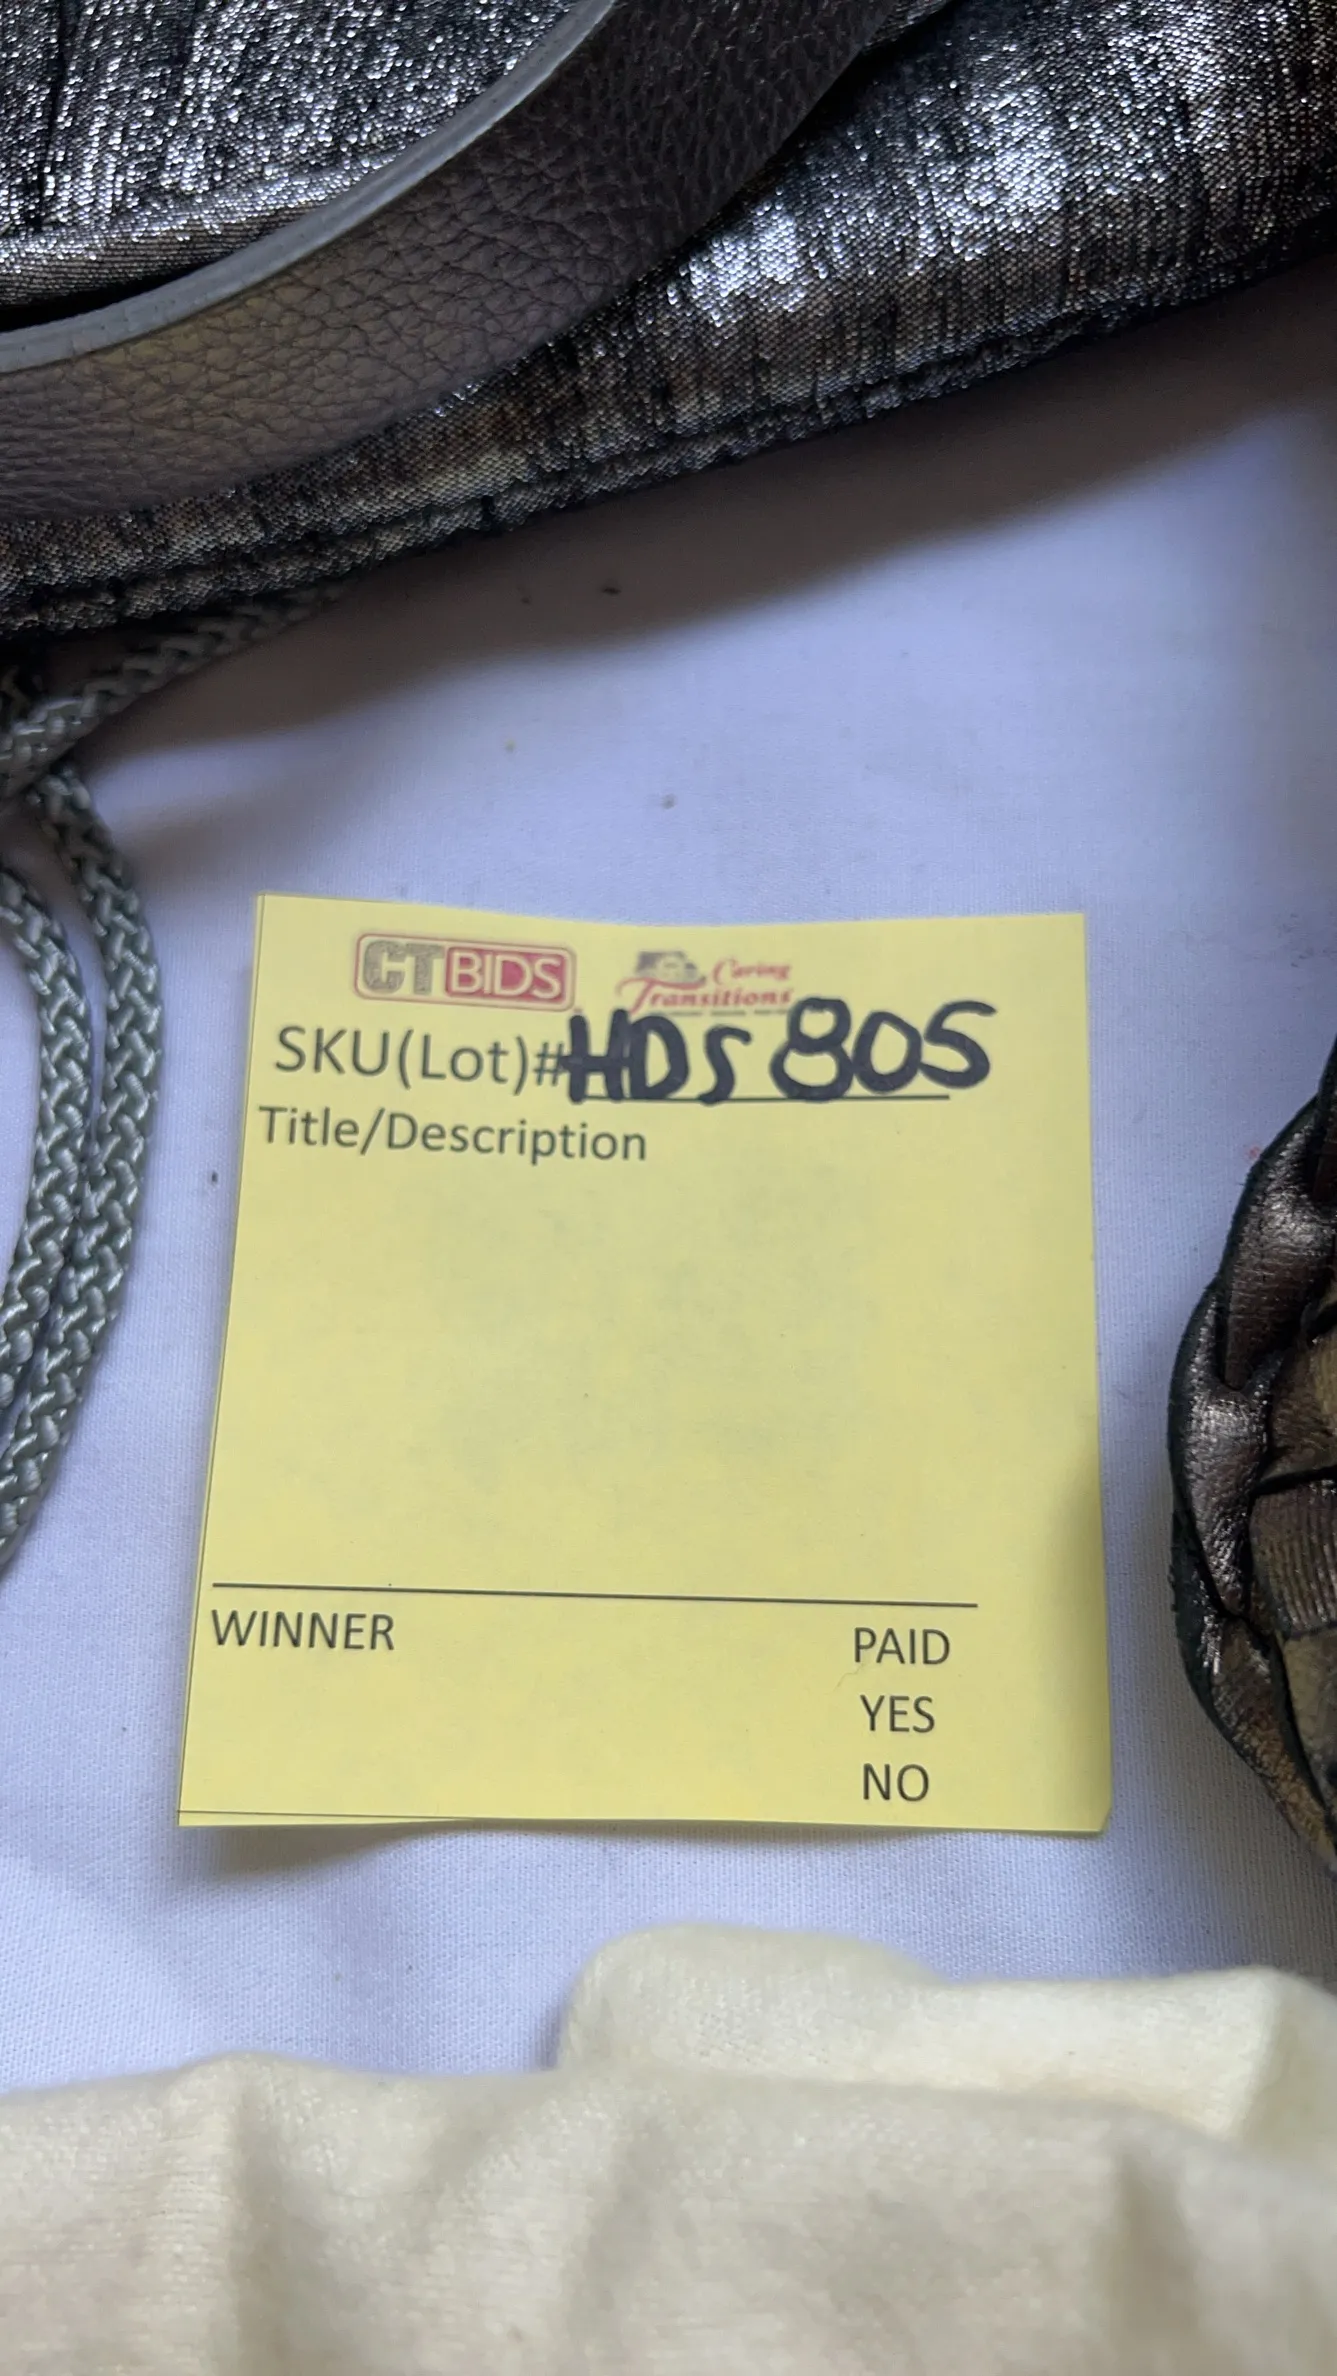 CTBIDS Caring Transitions
SKU(Lot)#HDS805
Title/Description
WINNER PAID
YES
NO